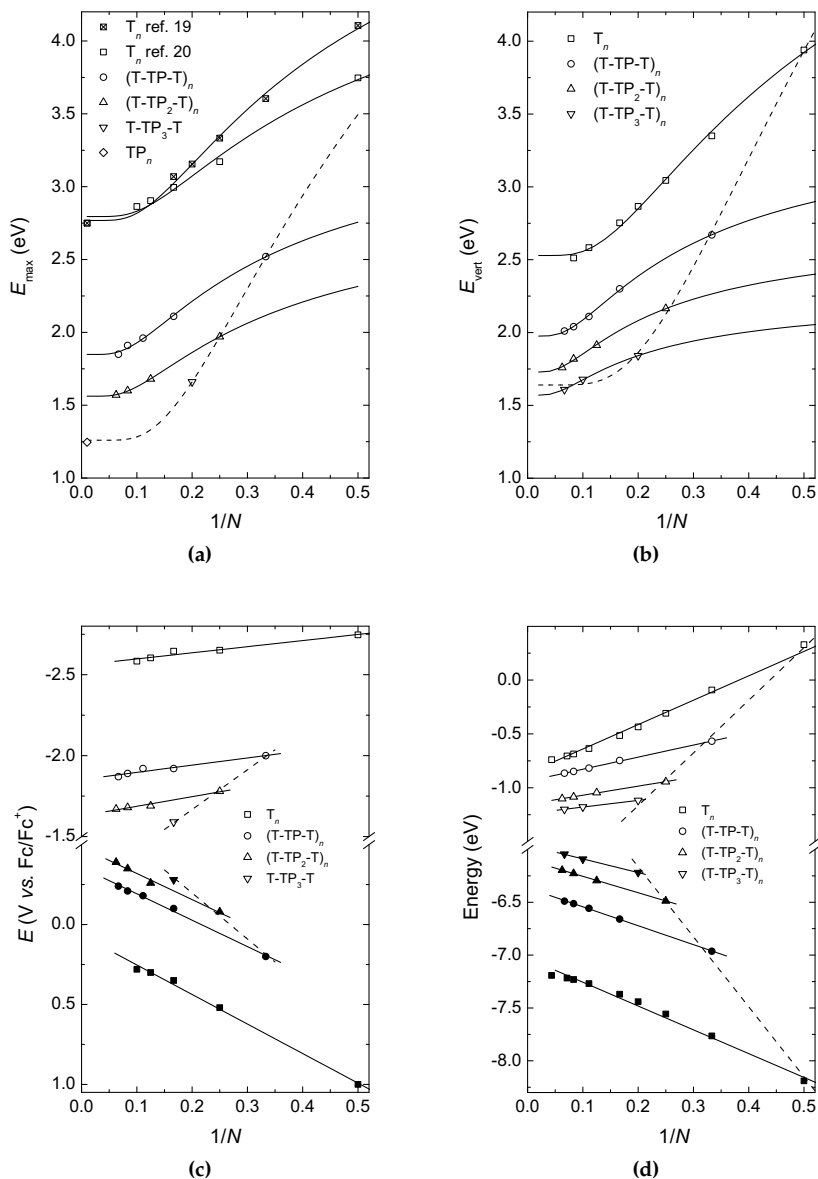 4.0
3.5
3.0
2.5
2.0
1.5
1.0
E_max (eV)
T_n ref. 19
T_n ref. 20
(T-TP-T)_n
(T-TP_2-T)_n
T-TP_3-T
TP_n
0.0 0.1 0.2 0.3 0.4 0.5
1/N
(a)
4.0
3.5
3.0
2.5
2.0
1.5
1.0
E_vert (eV)
T_n
(T-TP-T)_n
(T-TP_2-T)_n
(T-TP_3-T)_n
0.0 0.1 0.2 0.3 0.4 0.5
1/N
(b)
-2.5
-2.0
-1.5
0.0
0.5
1.0
E (V vs. Fc/Fc^+)
T_n
(T-TP-T)_n
(T-TP_2-T)_n
T-TP_3-T
0.0 0.1 0.2 0.3 0.4 0.5
1/N
(c)
0.0
-0.5
-1.0
-6.5
-7.0
-7.5
-8.0
Energy (eV)
T_n
(T-TP-T)_n
(T-TP_2-T)_n
(T-TP_3-T)_n
0.0 0.1 0.2 0.3 0.4 0.5
1/N
(d)